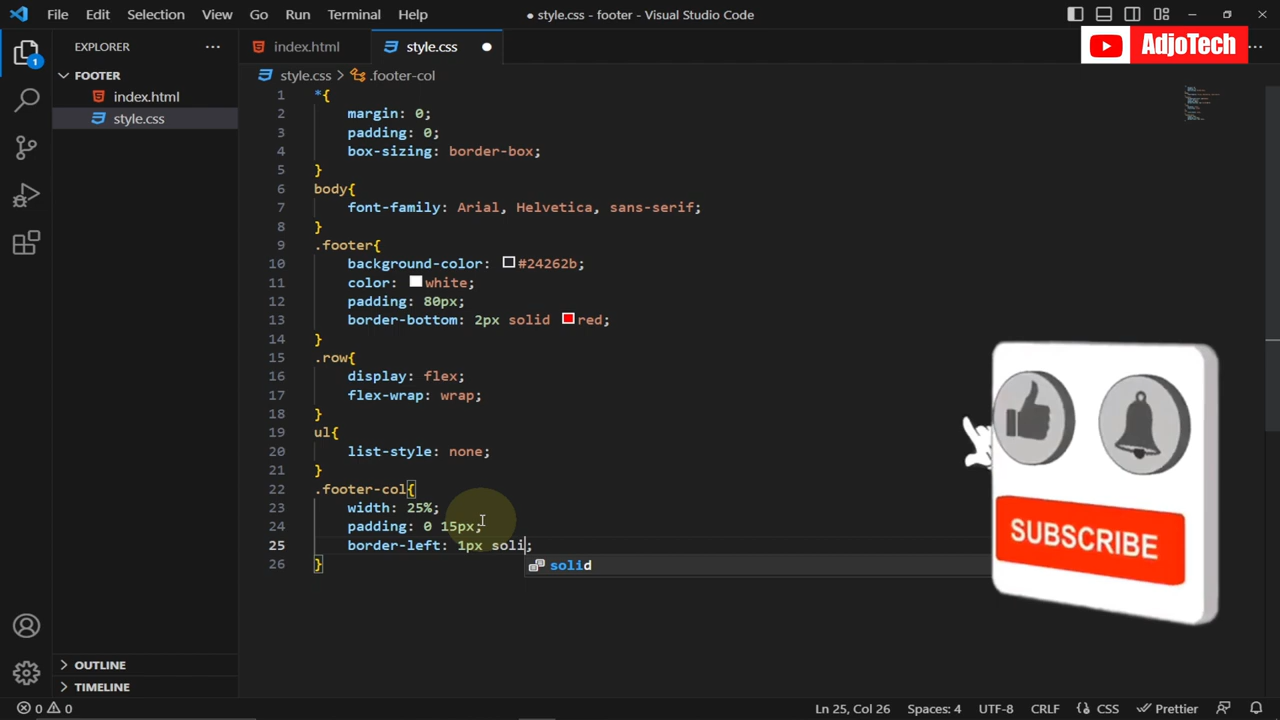 File Edit Selection View Go Run Terminal Help
● style.css - footer - Visual Studio Code
AdjoTech
EXPLORER ...
index.html
style.css ●
...
FOOTER
index.html
style.css
1
style.css > .footer-col
1 *{
2 margin: 0;
3 padding: 0;
4 box-sizing: border-box;
5 }
6 body{
7 font-family: Arial, Helvetica, sans-serif;
8 }
9 .footer{
10 background-color: #24262b;
11 color: white;
12 padding: 80px;
13 border-bottom: 2px solid red;
14 }
15 .row{
16 display: flex;
17 flex-wrap: wrap;
18 }
19 ul{
20 list-style: none;
21 }
22 .footer-col{
23 width: 25%;
24 padding: 0 15px;
25 border-left: 1px soli;
26 }
solid
SUBSCRIBE
OUTLINE
TIMELINE
0 0
Ln 25, Col 26 Spaces: 4 UTF-8 CRLF {} CSS Prettier